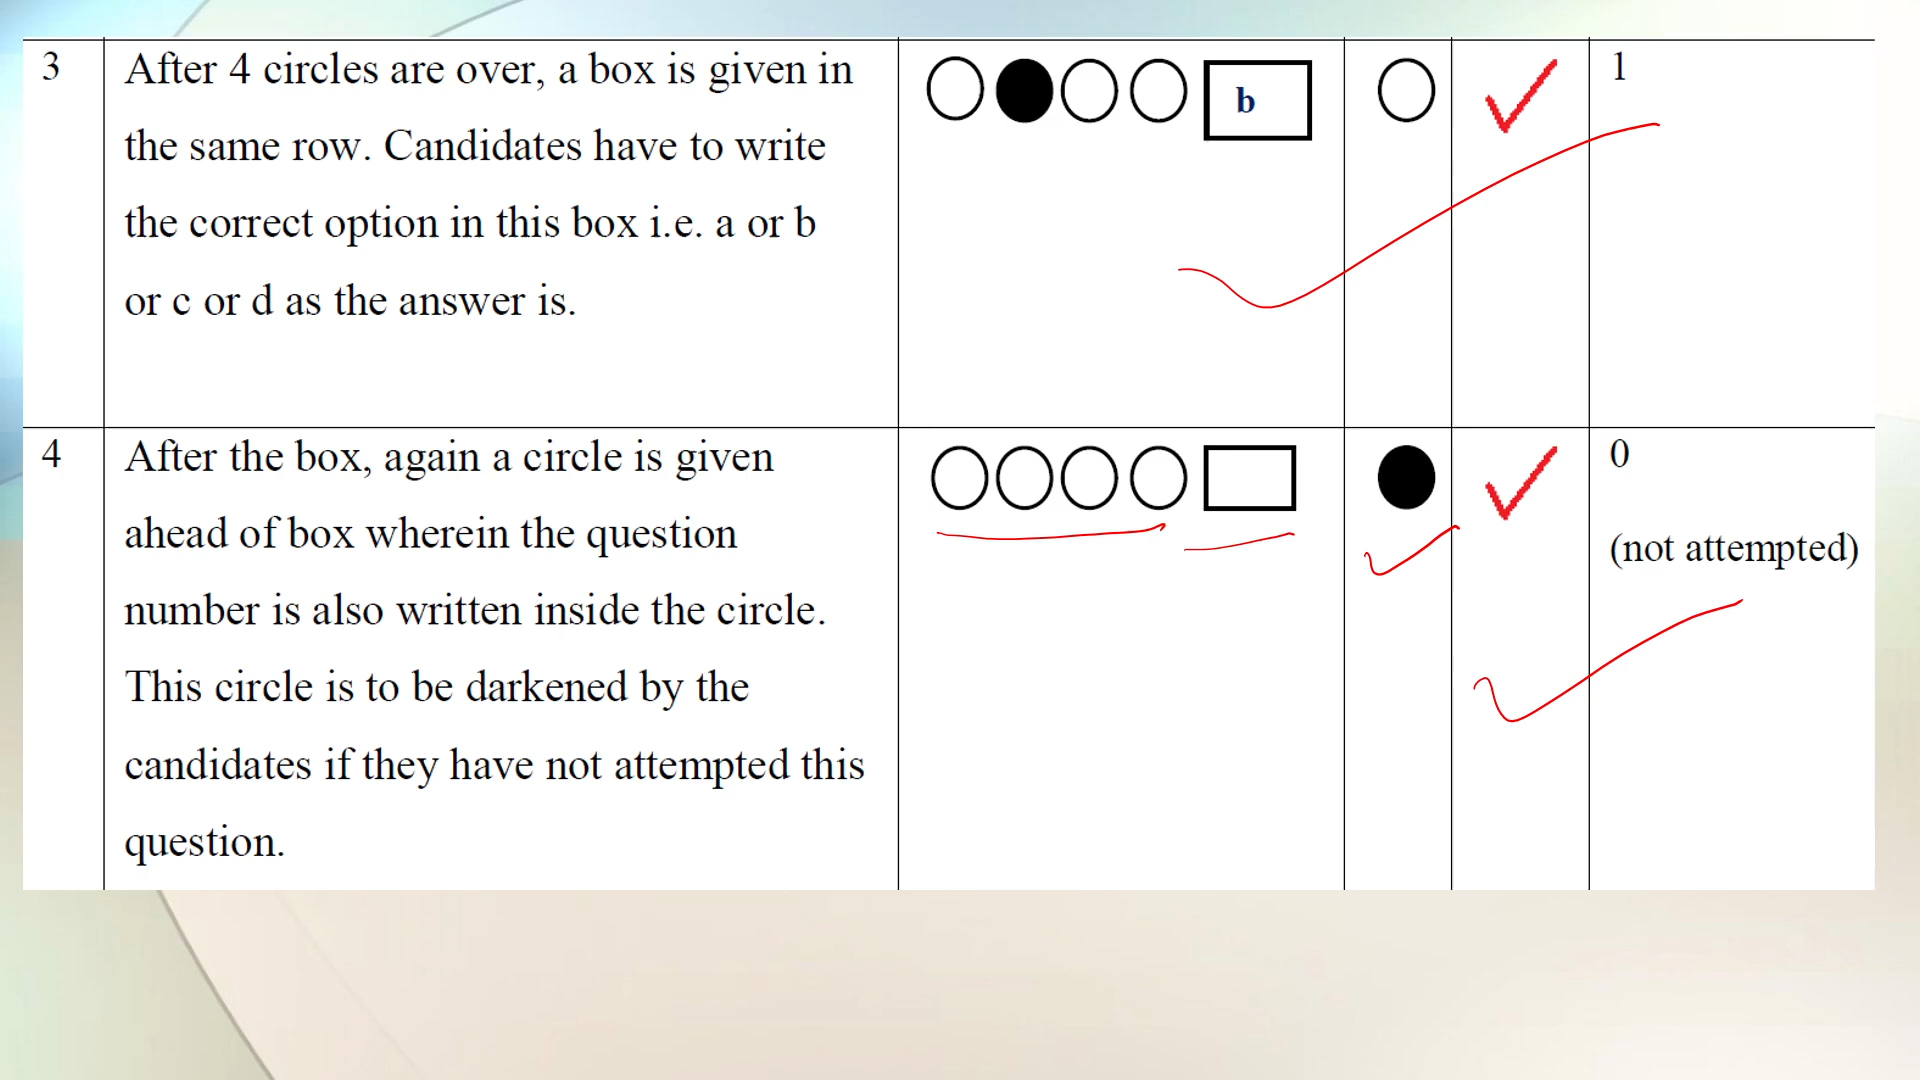 3
After 4 circles are over, a box is given in
the same row. Candidates have to write
the correct option in this box i.e. a or b
or c or d as the answer is.
b
1
4
After the box, again a circle is given
ahead of box wherein the question
number is also written inside the circle.
This circle is to be darkened by the
candidates if they have not attempted this
question.
0
(not attempted)